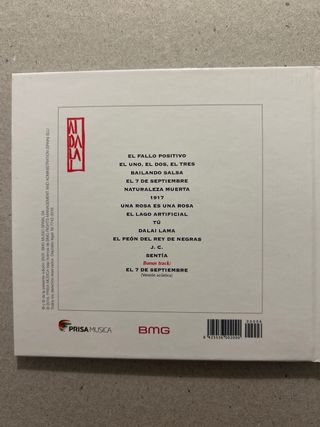 AIDALAI
EL FALLO POSITIVO
EL UNO, EL DOS, EL TRES
BAILANDO SALSA
EL 7 DE SEPTIEMBRE
NATURALEZA MUERTA
1917
UNA ROSA ES UNA ROSA
EL LAGO ARTIFICIAL
TÚ
DALAI LAMA
EL PEÓN DEL REY DE NEGRAS
J. C.
SENTÍA
Bonus track:
EL 7 DE SEPTIEMBRE
(Versión acústica)
PRISA MUSICA
BMG